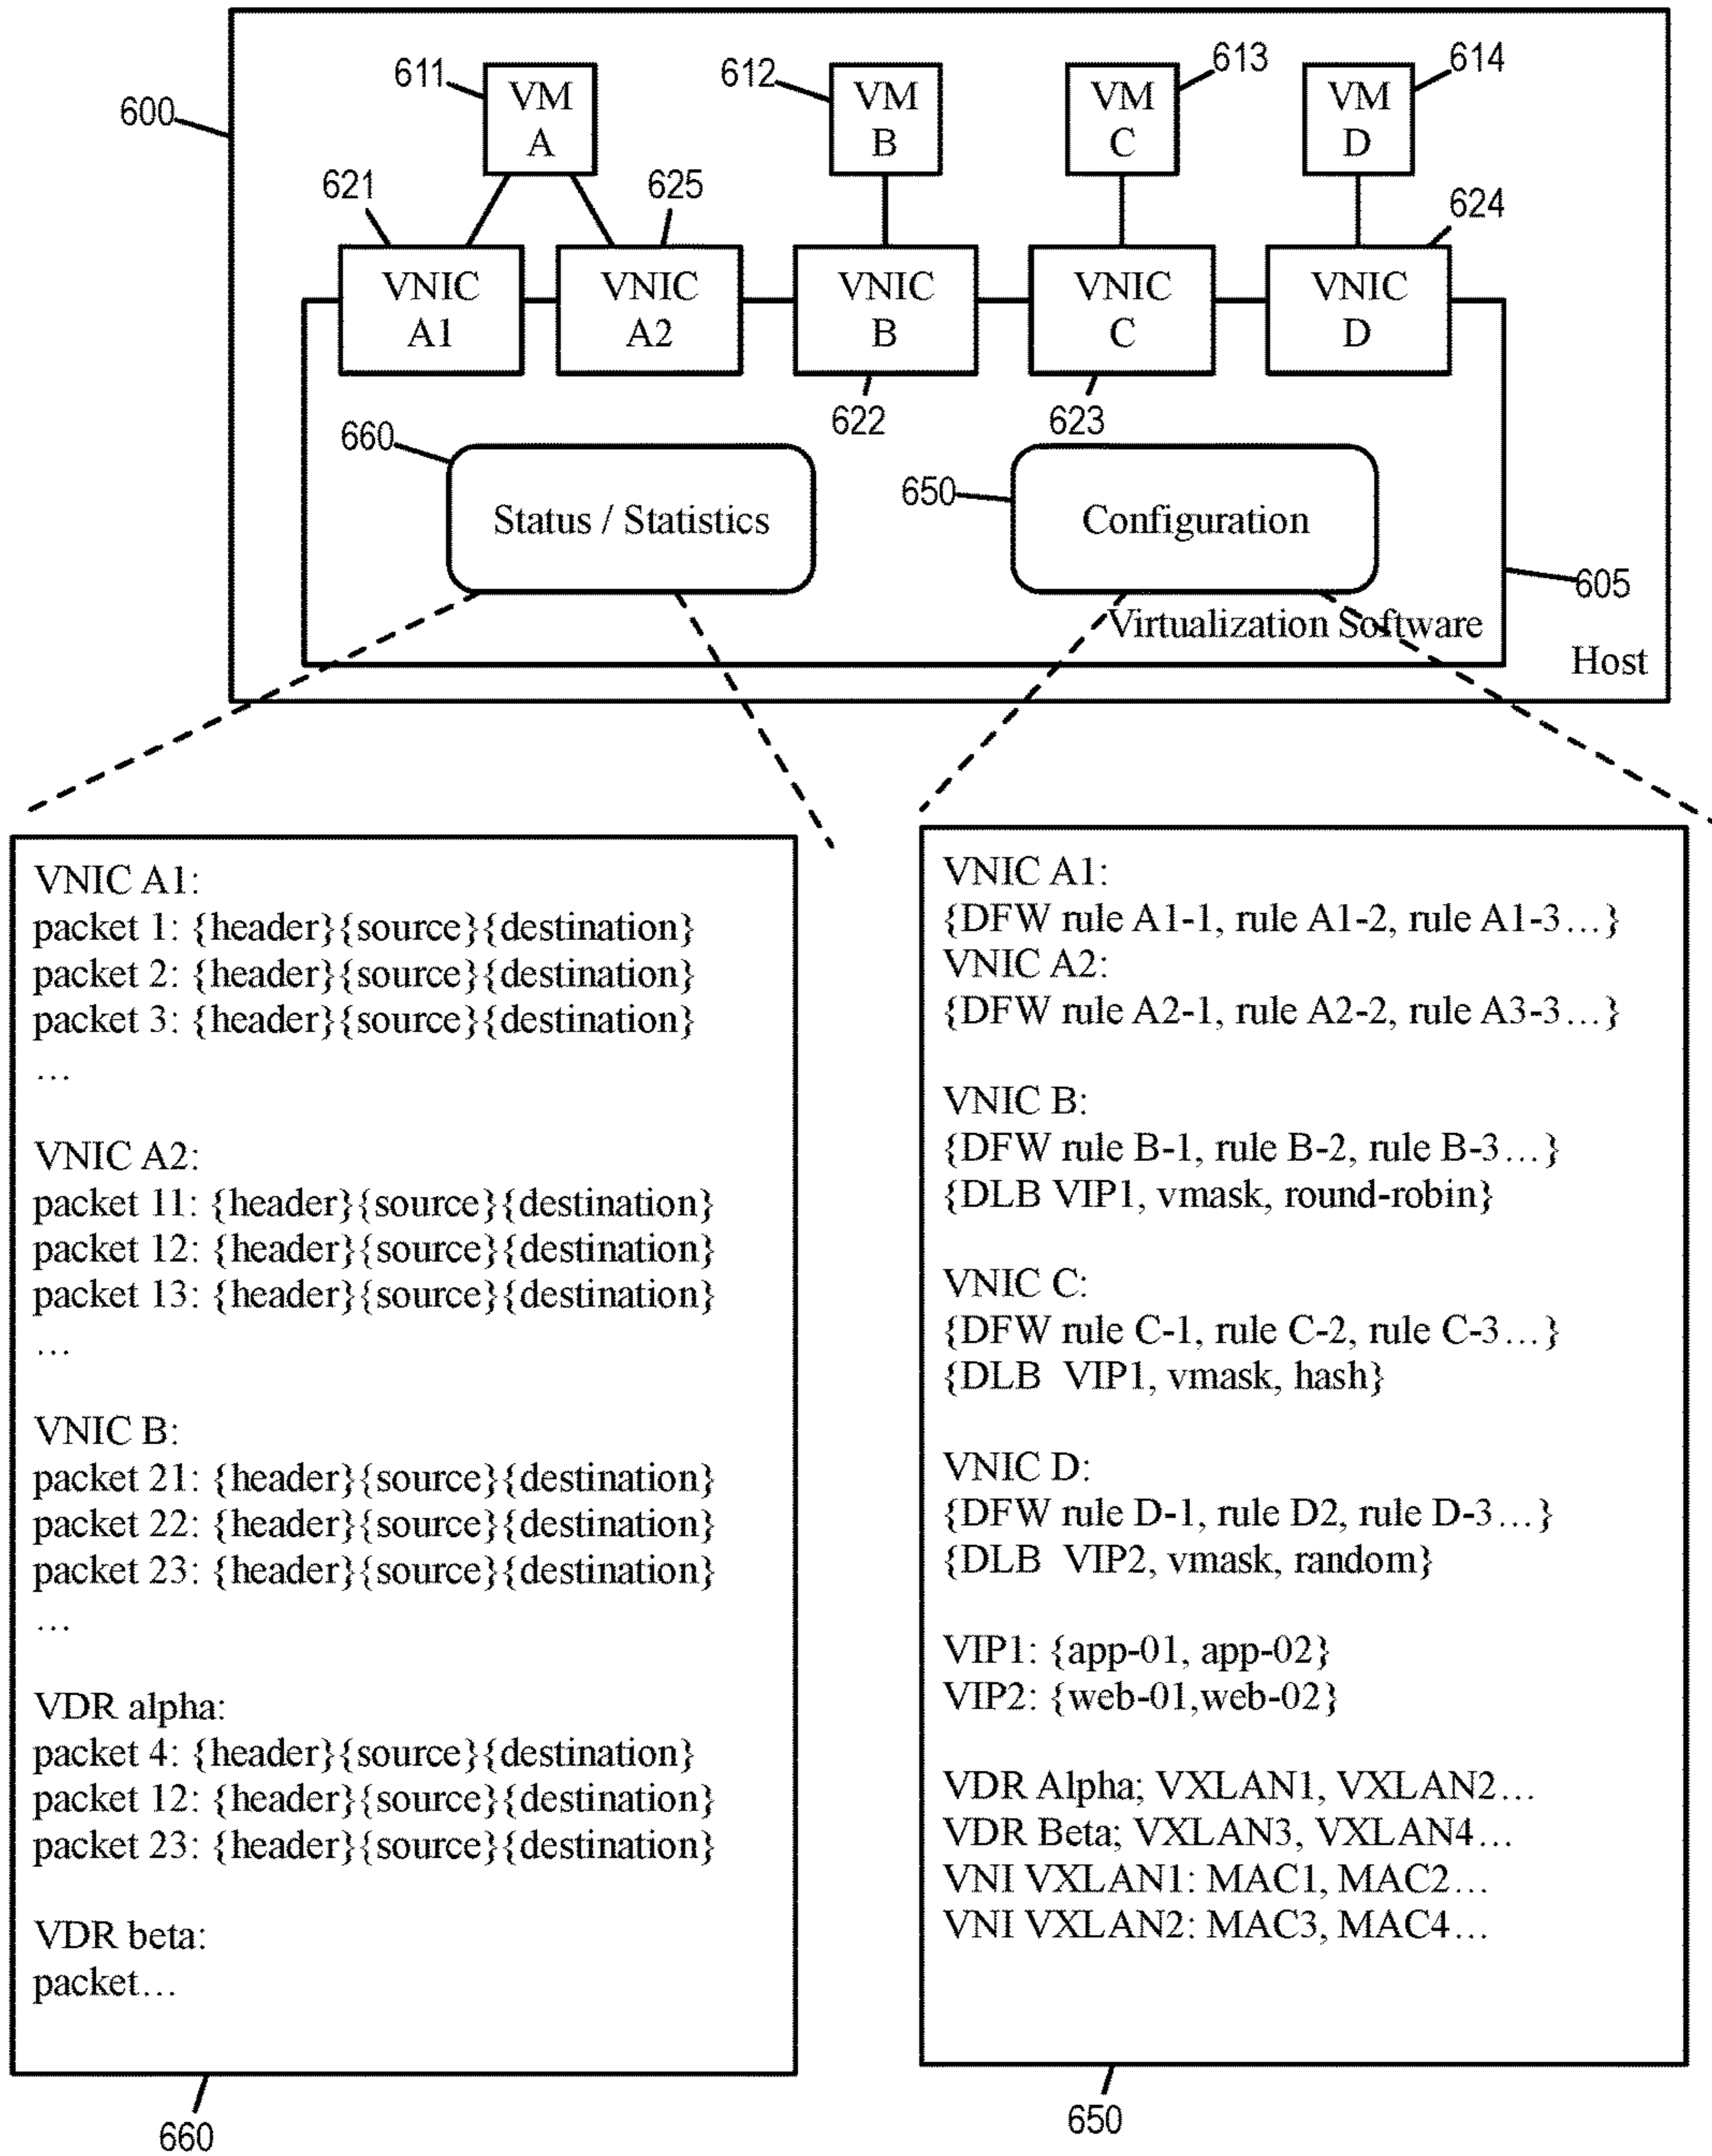 611
VM
A
612
VM
B
VM
C
613
VM
D
614
600
621
625
624
VNIC
A1
VNIC
A2
VNIC
B
VNIC
C
VNIC
D
622
623
660
Status / Statistics
650
Configuration
605
Virtualization Software
Host
VNIC A1:
packet 1: {header}{source}{destination}
packet 2: {header}{source}{destination}
packet 3: {header}{source}{destination}
…
VNIC A2:
packet 11: {header}{source}{destination}
packet 12: {header}{source}{destination}
packet 13: {header}{source}{destination}
…
VNIC B:
packet 21: {header}{source}{destination}
packet 22: {header}{source}{destination}
packet 23: {header}{source}{destination}
…
VDR alpha:
packet 4: {header}{source}{destination}
packet 12: {header}{source}{destination}
packet 23: {header}{source}{destination}
VDR beta:
packet…
660
VNIC A1:
{DFW rule A1-1, rule A1-2, rule A1-3…}
VNIC A2:
{DFW rule A2-1, rule A2-2, rule A3-3…}
VNIC B:
{DFW rule B-1, rule B-2, rule B-3…}
{DLB VIP1, vmask, round-robin}
VNIC C:
{DFW rule C-1, rule C-2, rule C-3…}
{DLB VIP1, vmask, hash}
VNIC D:
{DFW rule D-1, rule D2, rule D-3…}
{DLB VIP2, vmask, random}
VIP1: {app-01, app-02}
VIP2: {web-01,web-02}
VDR Alpha; VXLAN1, VXLAN2…
VDR Beta; VXLAN3, VXLAN4…
VNI VXLAN1: MAC1, MAC2…
VNI VXLAN2: MAC3, MAC4…
650